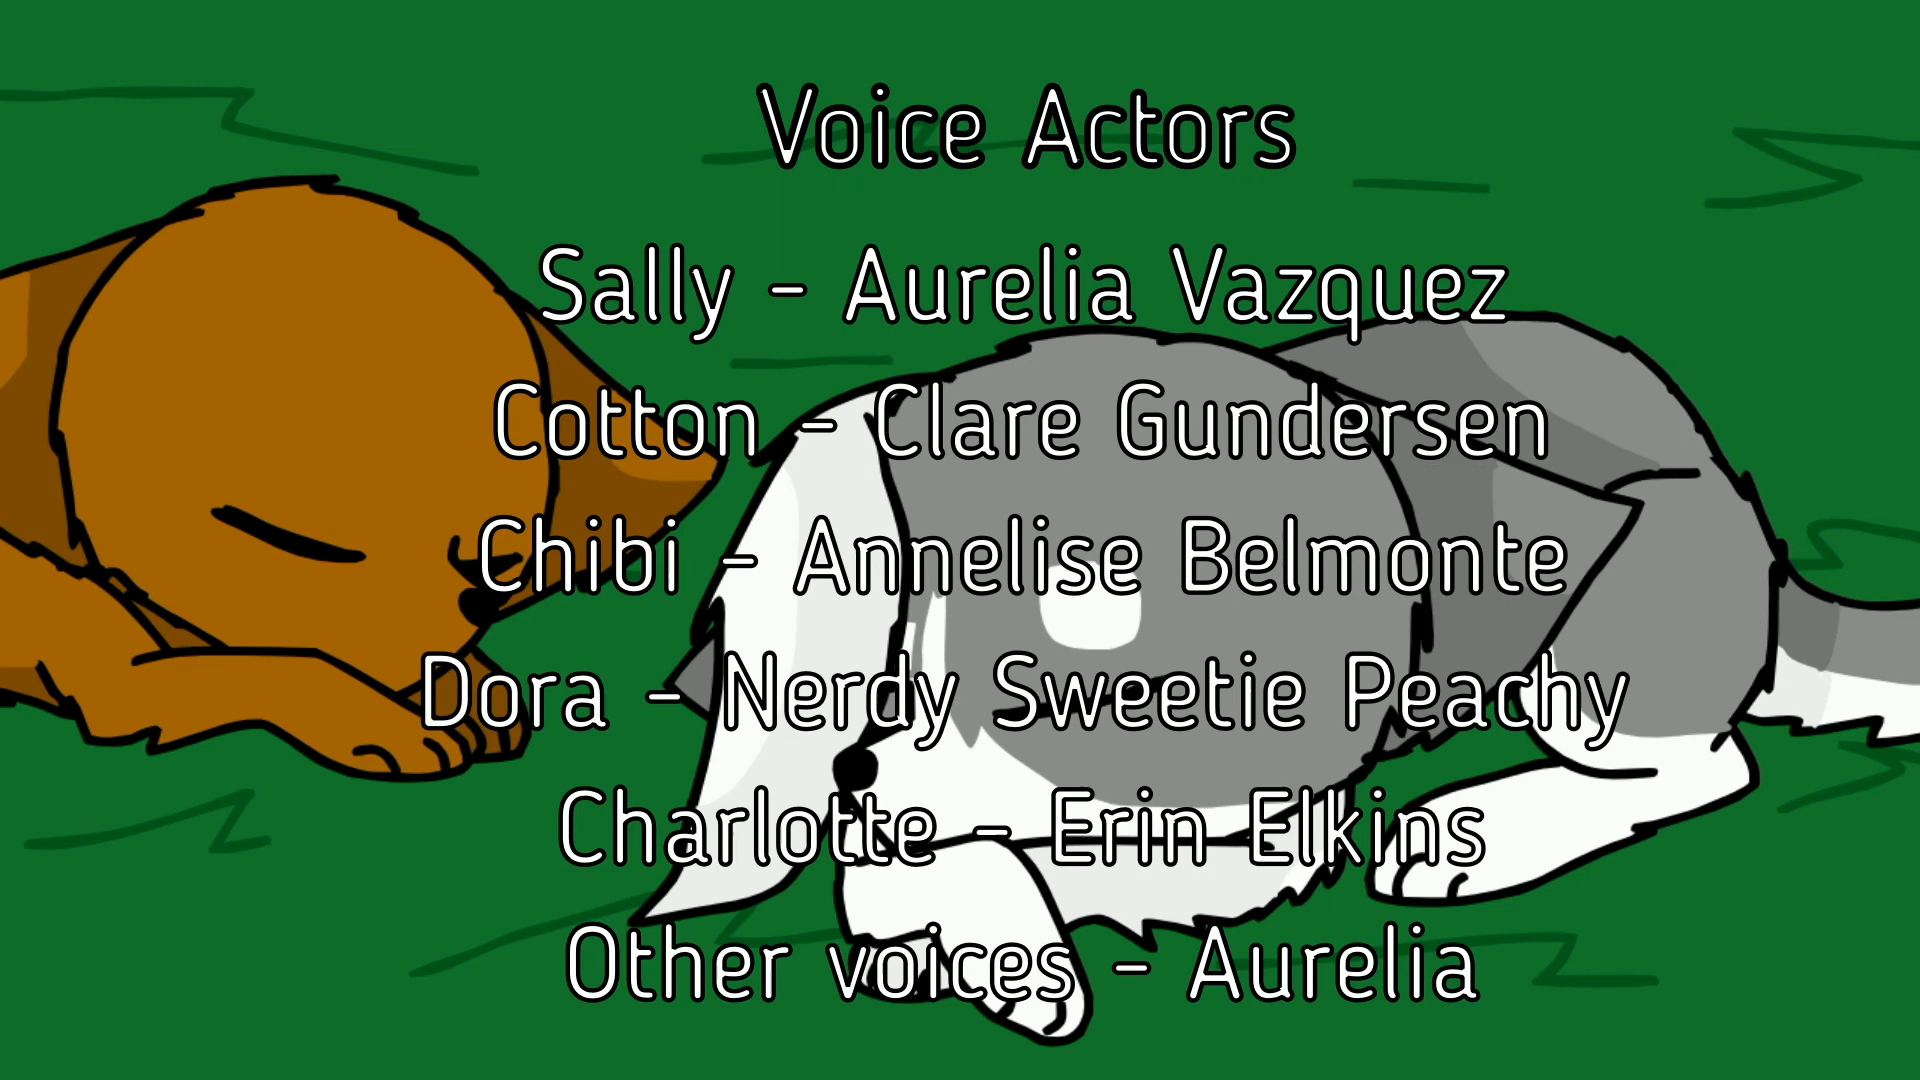 Voice Actors
Sally - Aurelia Vazquez
Cotton - Clare Gundersen
Chibi - Annelise Belmonte
Dora - Nerdy Sweetie Peachy
Charlotte - Erin Elkins
Other voices - Aurelia